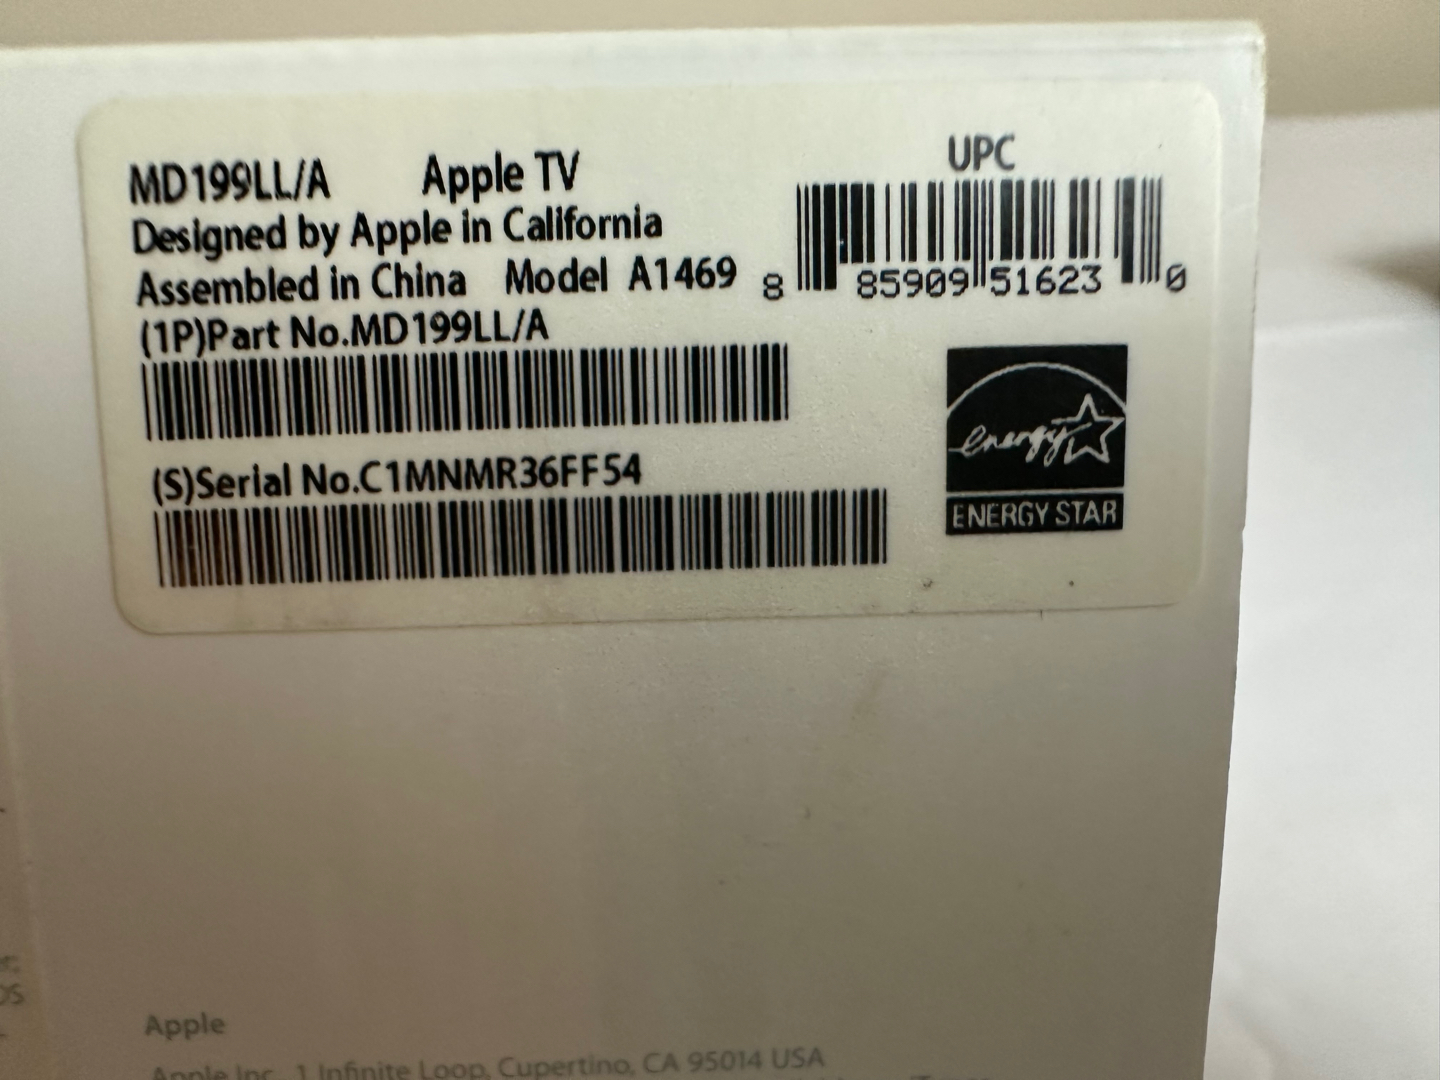 MD199LL/A Apple TV
Designed by Apple in California
Assembled in China Model A1469
(1P)Part No.MD199LL/A
(S)Serial No.C1MNMR36FF54
UPC
8 85909 51623 0
energy
ENERGY STAR
Apple
Apple Inc. 1 Infinite Loop, Cupertino, CA 95014 USA